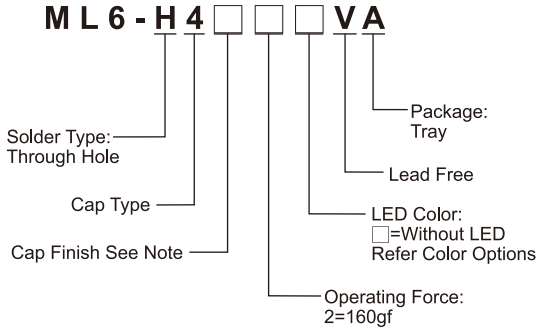 ML6-H4□□□VA
Package:
Tray
Solder Type:
Through Hole
Lead Free
Cap Type
LED Color:
□=Without LED
Refer Color Options
Cap Finish See Note
Operating Force:
2=160gf